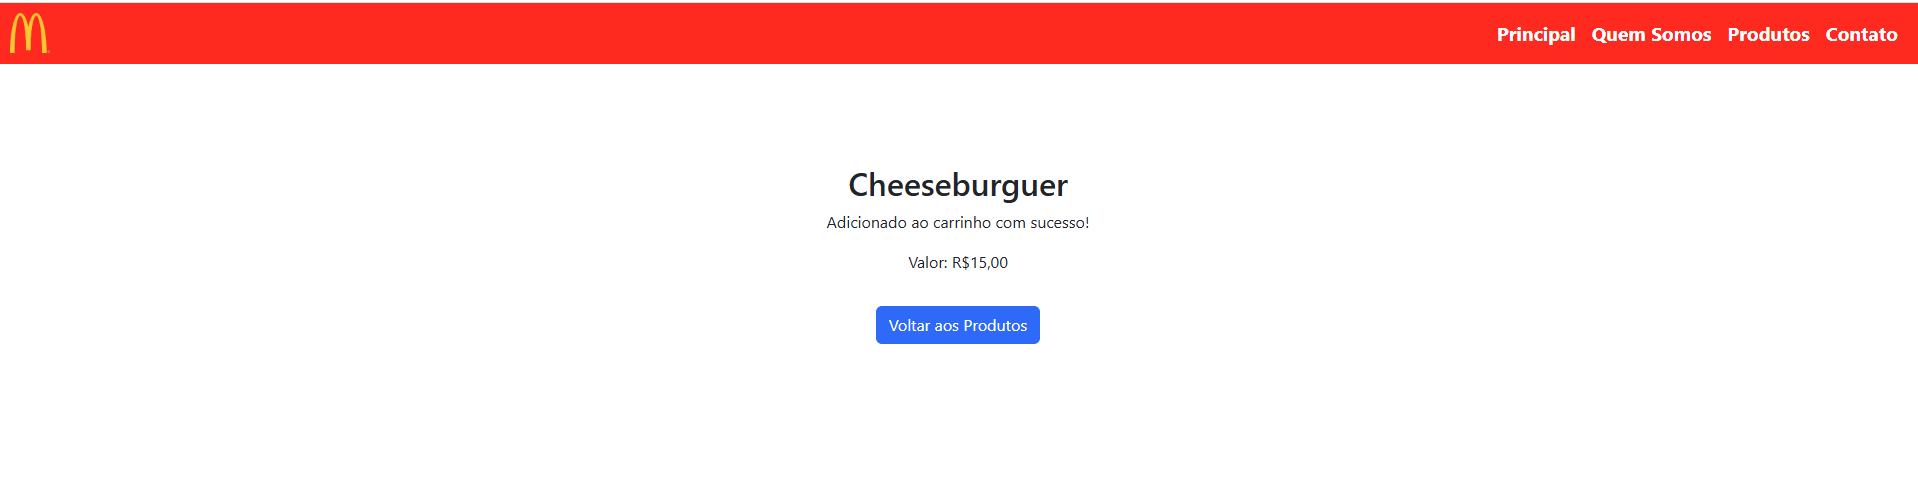 Principal Quem Somos Produtos Contato
Cheeseburguer
Adicionado ao carrinho com sucesso!
Valor: R$15,00
Voltar aos Produtos